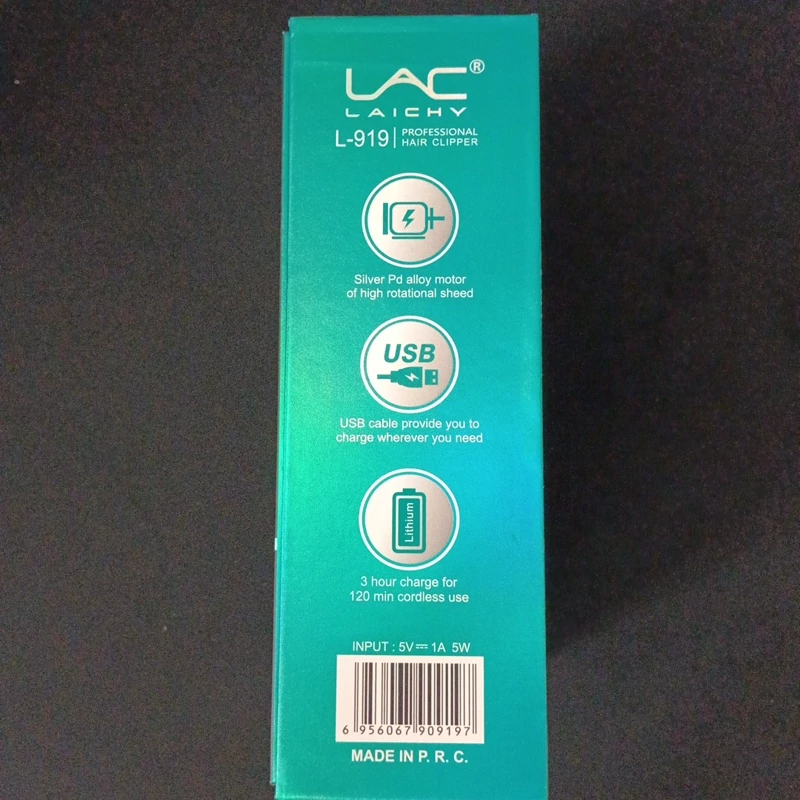 LAC®
LAICHY
L-919 | PROFESSIONAL
HAIR CLIPPER
Silver Pd alloy motor
of high rotational sheed
USB
USB cable provide you to
charge wherever you need
Lithium
3 hour charge for
120 min cordless use
INPUT : 5V⎓1A 5W
6 956067 909197
MADE IN P. R. C.